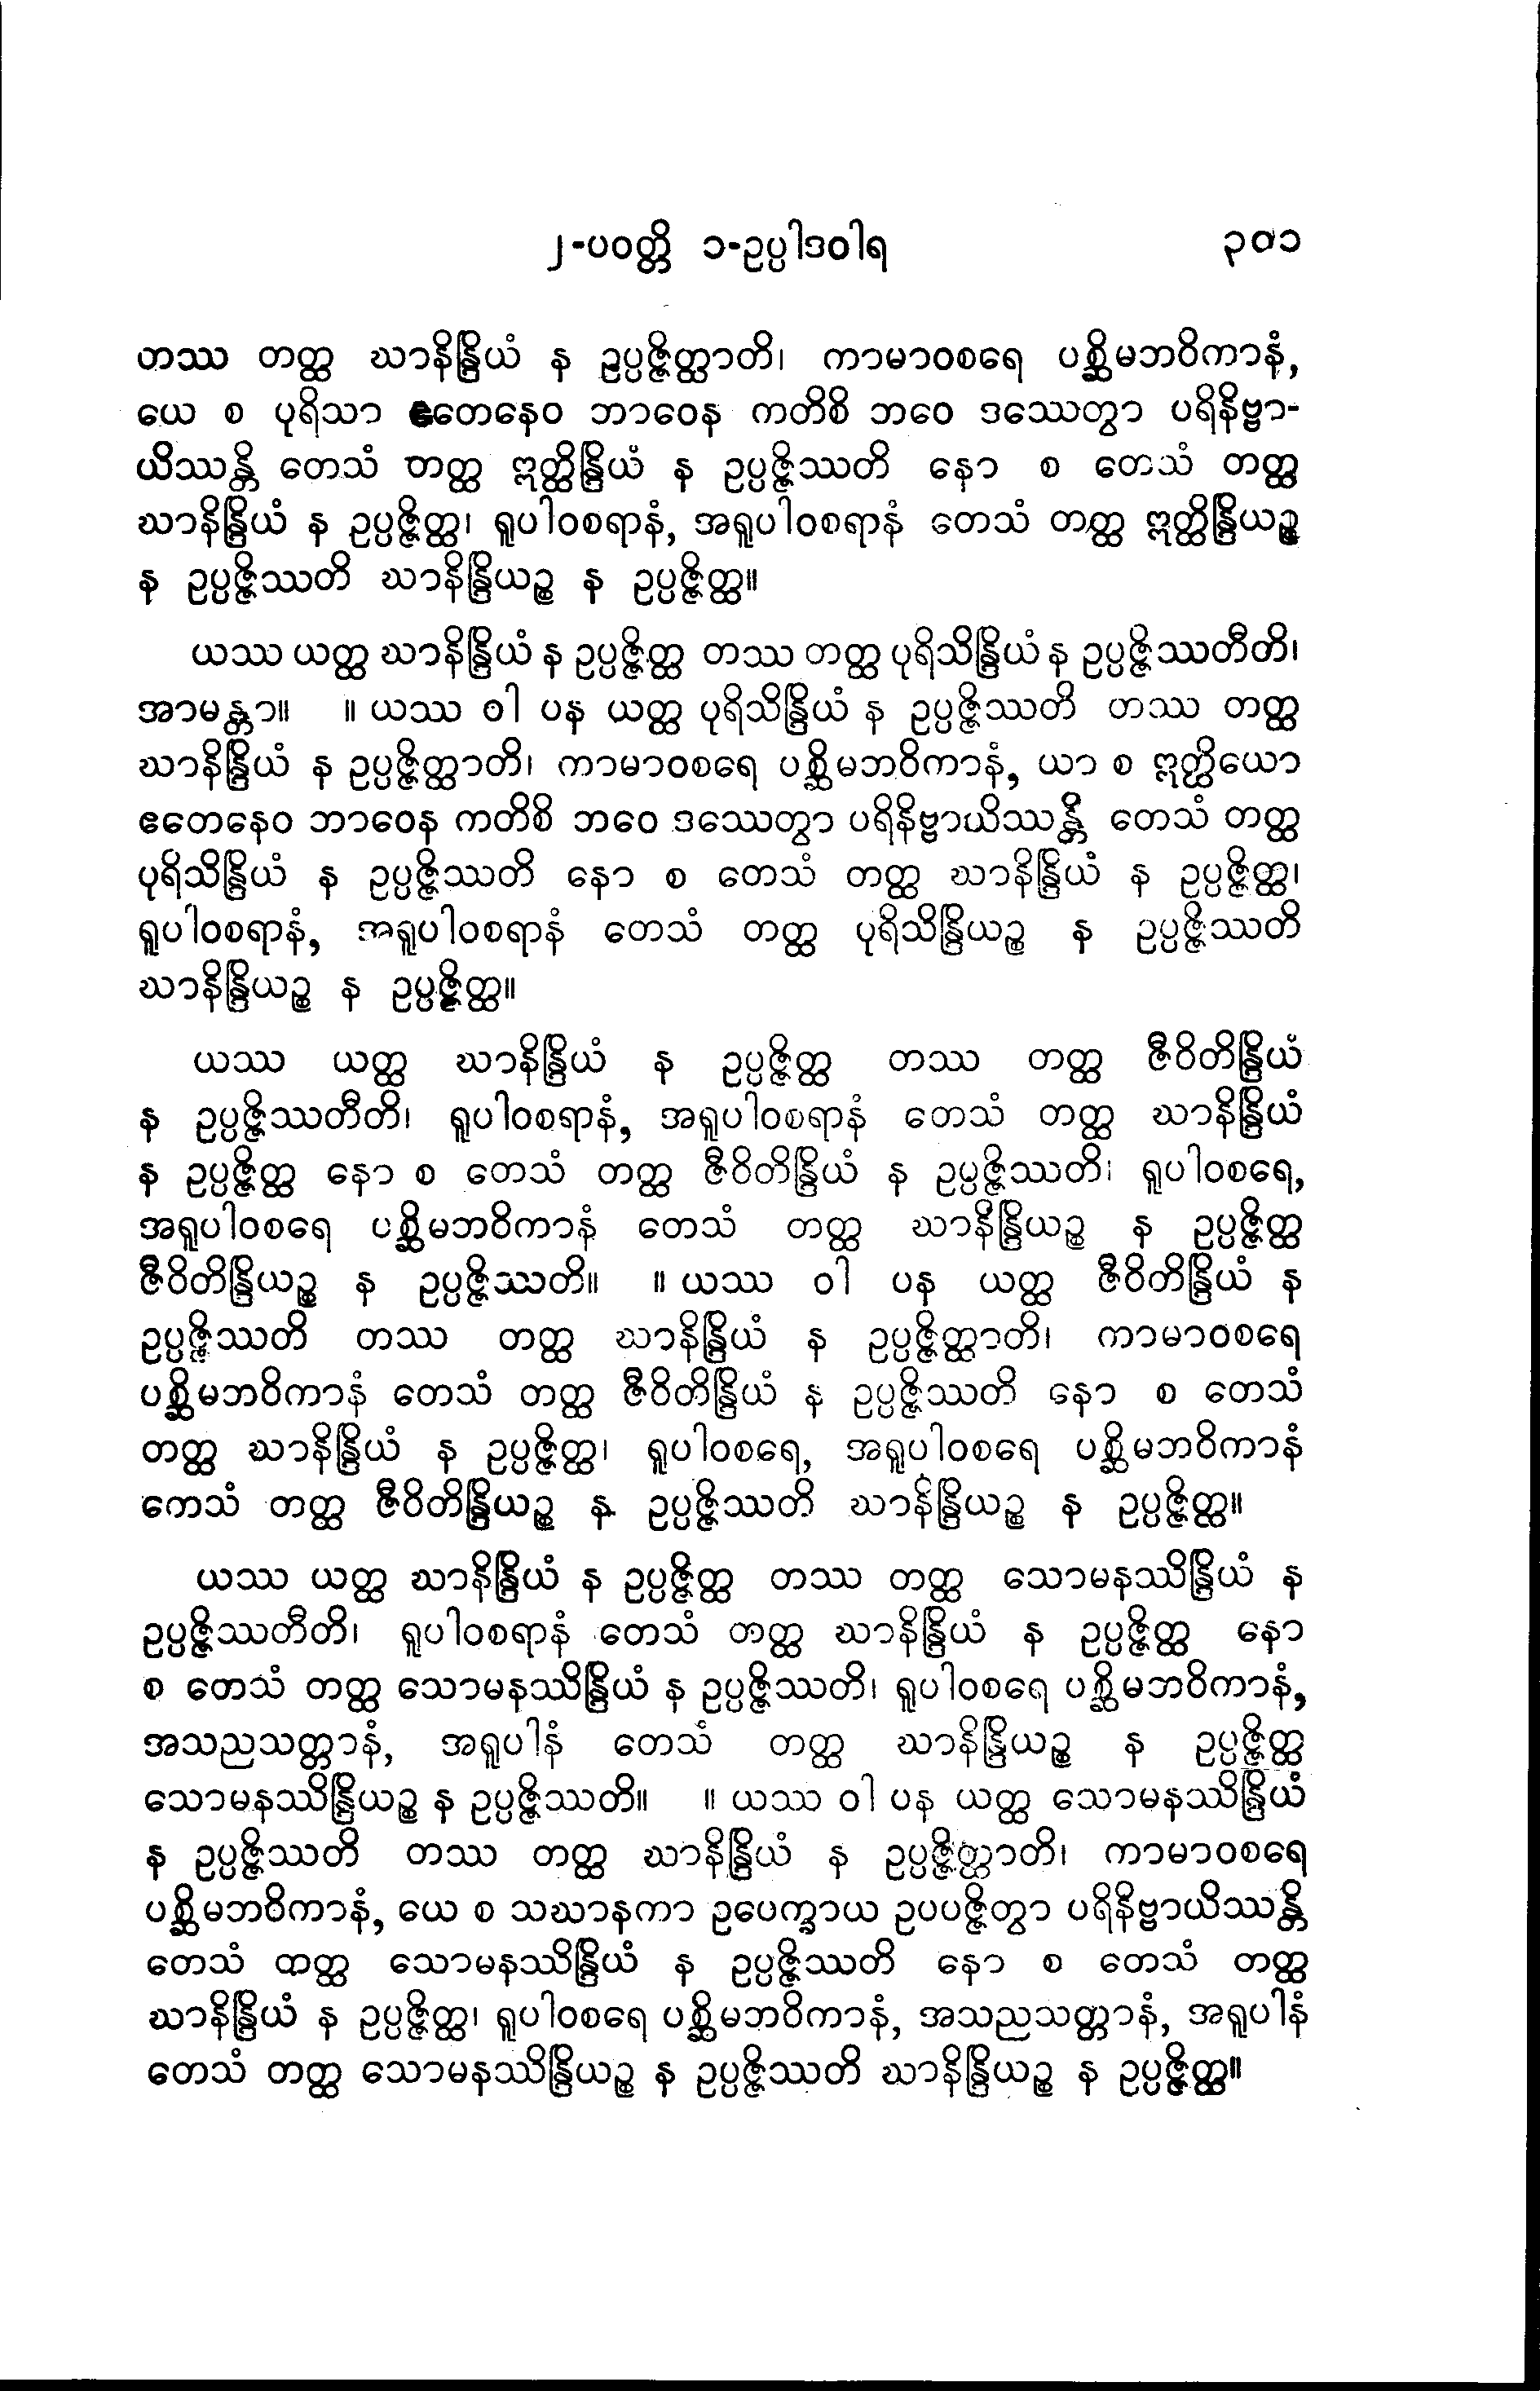 ၂-ပဝတ္တိ ၁-ဥပ္ပါဒဝါရ ၃၀၁
တဿ တတ္ထ ဃာနိန္ဒြိယံ န ဥပ္ပဇ္ဇိတ္ထာတိ၊ ကာမာဝစရေ ပစ္ဆိမဘဝိကာနံ,
ယေ စ ပုရိသာ ဧတေနေဝ ဘာဝေန ကတိစိ ဘဝေ ဒဿေတွာ ပရိနိဗ္ဗာ-
ယိဿန္တိ တေသံ တတ္ထ ဣတ္ထိန္ဒြိယံ န ဥပ္ပဇ္ဇိဿတိ နော စ တေသံ တတ္ထ
ဃာနိန္ဒြိယံ န ဥပ္ပဇ္ဇိတ္ထ၊ ရူပါဝစရာနံ, အရူပါဝစရာနံ တေသံ တတ္ထ ဣတ္ထိန္ဒြိယဉ္စ
န ဥပ္ပဇ္ဇိဿတိ ဃာနိန္ဒြိယဉ္စ န ဥပ္ပဇ္ဇိတ္ထ။
ယဿ ယတ္ထ ဃာနိန္ဒြိယံ န ဥပ္ပဇ္ဇိတ္ထ တဿ တတ္ထ ပုရိသိန္ဒြိယံ န ဥပ္ပဇ္ဇိဿတီတိ၊
အာမန္တာ။ ။ ယဿ ဝါ ပန ယတ္ထ ပုရိသိန္ဒြိယံ န ဥပ္ပဇ္ဇိဿတိ တဿ တတ္ထ
ဃာနိန္ဒြိယံ န ဥပ္ပဇ္ဇိတ္ထာတိ၊ ကာမာဝစရေ ပစ္ဆိမဘဝိကာနံ, ယာ စ ဣတ္ထိယော
ဧတေနေဝ ဘာဝေန ကတိစိ ဘဝေ ဒဿေတွာ ပရိနိဗ္ဗာယိဿန္တိ တေသံ တတ္ထ
ပုရိသိန္ဒြိယံ န ဥပ္ပဇ္ဇိဿတိ နော စ တေသံ တတ္ထ ဃာနိန္ဒြိယံ န ဥပ္ပဇ္ဇိတ္ထ၊
ရူပါဝစရာနံ, အရူပါဝစရာနံ တေသံ တတ္ထ ပုရိသိန္ဒြိယဉ္စ န ဥပ္ပဇ္ဇိဿတိ
ဃာနိန္ဒြိယဉ္စ န ဥပ္ပဇ္ဇိတ္ထ။
ယဿ ယတ္ထ ဃာနိန္ဒြိယံ န ဥပ္ပဇ္ဇိတ္ထ တဿ တတ္ထ ဇီဝိတိန္ဒြိယံ
န ဥပ္ပဇ္ဇိဿတီတိ၊ ရူပါဝစရာနံ, အရူပါဝစရာနံ တေသံ တတ္ထ ဃာနိန္ဒြိယံ
န ဥပ္ပဇ္ဇိတ္ထ နော စ တေသံ တတ္ထ ဇီဝိတိန္ဒြိယံ န ဥပ္ပဇ္ဇိဿတိ၊ ရူပါဝစရေ,
အရူပါဝစရေ ပစ္ဆိမဘဝိကာနံ တေသံ တတ္ထ ဃာနိန္ဒြိယဉ္စ န ဥပ္ပဇ္ဇိတ္ထ
ဇီဝိတိန္ဒြိယဉ္စ န ဥပ္ပဇ္ဇိဿတိ။ ။ ယဿ ဝါ ပန ယတ္ထ ဇီဝိတိန္ဒြိယံ န
ဥပ္ပဇ္ဇိဿတိ တဿ တတ္ထ ဃာနိန္ဒြိယံ န ဥပ္ပဇ္ဇိတ္ထာတိ၊ ကာမာဝစရေ
ပစ္ဆိမဘဝိကာနံ တေသံ တတ္ထ ဇီဝိတိန္ဒြိယံ န ဥပ္ပဇ္ဇိဿတိ နော စ တေသံ
တတ္ထ ဃာနိန္ဒြိယံ န ဥပ္ပဇ္ဇိတ္ထ၊ ရူပါဝစရေ, အရူပါဝစရေ ပစ္ဆိမဘဝိကာနံ
ကေသံ တတ္ထ ဇီဝိတိန္ဒြိယဉ္စ န ဥပ္ပဇ္ဇိဿတိ ဃာနိန္ဒြိယဉ္စ န ဥပ္ပဇ္ဇိတ္ထ။
ယဿ ယတ္ထ ဃာနိန္ဒြိယံ န ဥပ္ပဇ္ဇိတ္ထ တဿ တတ္ထ သောမနဿိန္ဒြိယံ န
ဥပ္ပဇ္ဇိဿတီတိ၊ ရူပါဝစရာနံ တေသံ တတ္ထ ဃာနိန္ဒြိယံ န ဥပ္ပဇ္ဇိတ္ထ နော
စ တေသံ တတ္ထ သောမနဿိန္ဒြိယံ န ဥပ္ပဇ္ဇိဿတိ၊ ရူပါဝစရေ ပစ္ဆိမဘဝိကာနံ,
အသညသတ္တာနံ, အရူပါနံ တေသံ တတ္ထ ဃာနိန္ဒြိယဉ္စ န ဥပ္ပဇ္ဇိတ္ထ
သောမနဿိန္ဒြိယဉ္စ န ဥပ္ပဇ္ဇိဿတိ။ ။ ယဿ ဝါ ပန ယတ္ထ သောမနဿိန္ဒြိယံ
န ဥပ္ပဇ္ဇိဿတိ တဿ တတ္ထ ဃာနိန္ဒြိယံ န ဥပ္ပဇ္ဇိတ္ထာတိ၊ ကာမာဝစရေ
ပစ္ဆိမဘဝိကာနံ, ယေ စ သဃာနကာ ဥပေက္ခာယ ဥပပဇ္ဇိတွာ ပရိနိဗ္ဗာယိဿန္တိ
တေသံ တတ္ထ သောမနဿိန္ဒြိယံ န ဥပ္ပဇ္ဇိဿတိ နော စ တေသံ တတ္ထ
ဃာနိန္ဒြိယံ န ဥပ္ပဇ္ဇိတ္ထ၊ ရူပါဝစရေ ပစ္ဆိမဘဝိကာနံ, အသညသတ္တာနံ, အရူပါနံ
တေသံ တတ္ထ သောမနဿိန္ဒြိယဉ္စ န ဥပ္ပဇ္ဇိဿတိ ဃာနိန္ဒြိယဉ္စ န ဥပ္ပဇ္ဇိတ္ထ။